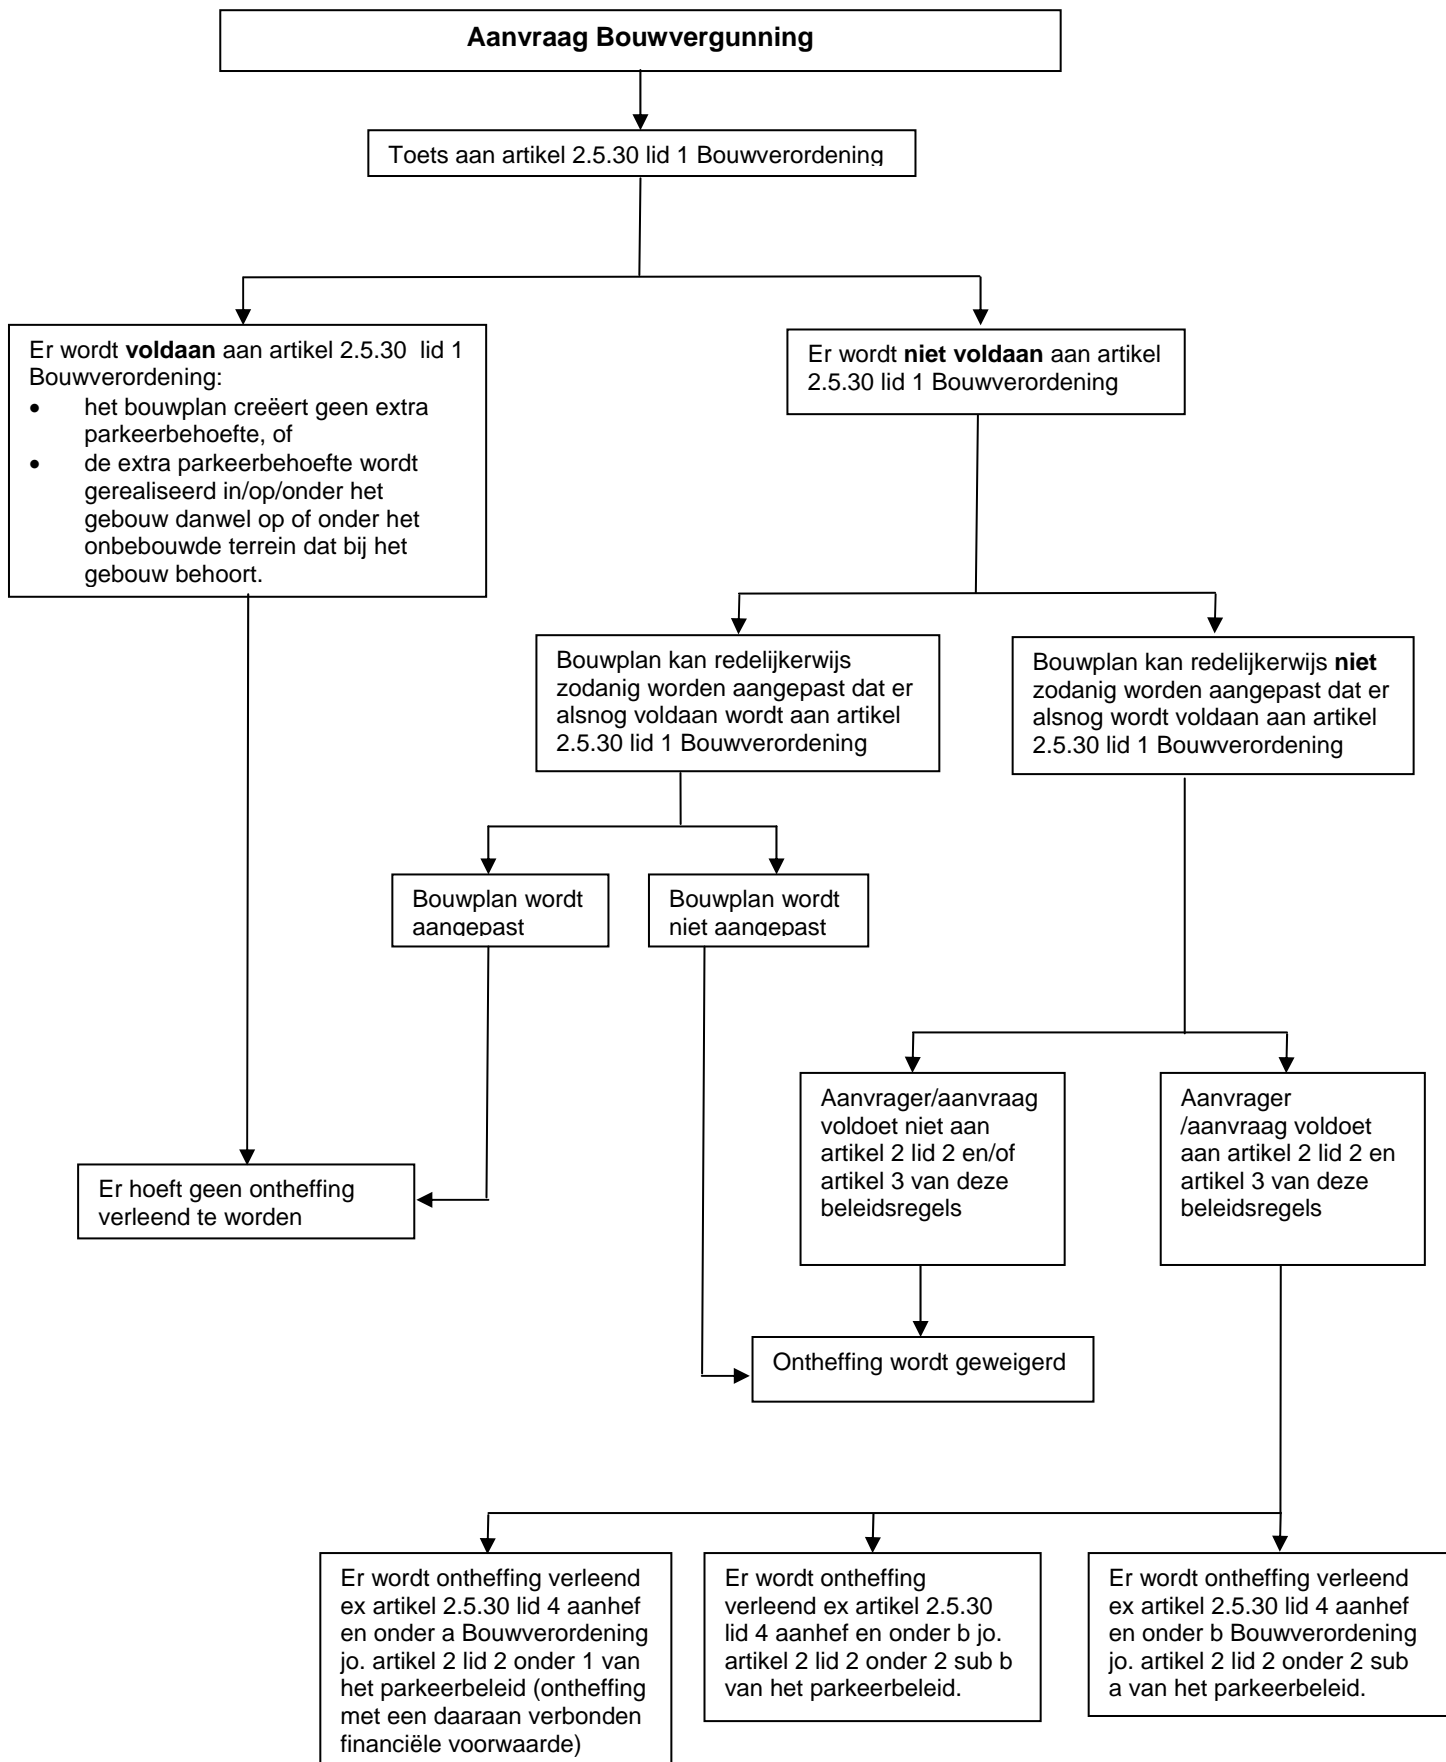 Aanvraag Bouwvergunning
Toets aan artikel 2.5.30 lid 1 Bouwverordening
Er wordt voldaan aan artikel 2.5.30 lid 1
Bouwverordening:
• het bouwplan creëert geen extra
parkeerbehoefte, of
• de extra parkeerbehoefte wordt
gerealiseerd in/op/onder het
gebouw danwel op of onder het
onbebouwde terrein dat bij het
gebouw behoort.
Er wordt niet voldaan aan artikel
2.5.30 lid 1 Bouwverordening
Bouwplan kan redelijkerwijs
zodanig worden aangepast dat er
alsnog voldaan wordt aan artikel
2.5.30 lid 1 Bouwverordening
Bouwplan kan redelijkerwijs niet
zodanig worden aangepast dat er
alsnog wordt voldaan aan artikel
2.5.30 lid 1 Bouwverordening
Bouwplan wordt
aangepast
Bouwplan wordt
niet aangepast
Aanvrager/aanvraag
voldoet niet aan
artikel 2 lid 2 en/of
artikel 3 van deze
beleidsregels
Aanvrager
/aanvraag voldoet
aan artikel 2 lid 2 en
artikel 3 van deze
beleidsregels
Er hoeft geen ontheffing
verleend te worden
Ontheffing wordt geweigerd
Er wordt ontheffing verleend
ex artikel 2.5.30 lid 4 aanhef
en onder a Bouwverordening
jo. artikel 2 lid 2 onder 1 van
het parkeerbeleid (ontheffing
met een daaraan verbonden
financiële voorwaarde)
Er wordt ontheffing
verleend ex artikel 2.5.30
lid 4 aanhef en onder b jo.
artikel 2 lid 2 onder 2 sub b
van het parkeerbeleid.
Er wordt ontheffing verleend
ex artikel 2.5.30 lid 4 aanhef
en onder b Bouwverordening
jo. artikel 2 lid 2 onder 2 sub
a van het parkeerbeleid.